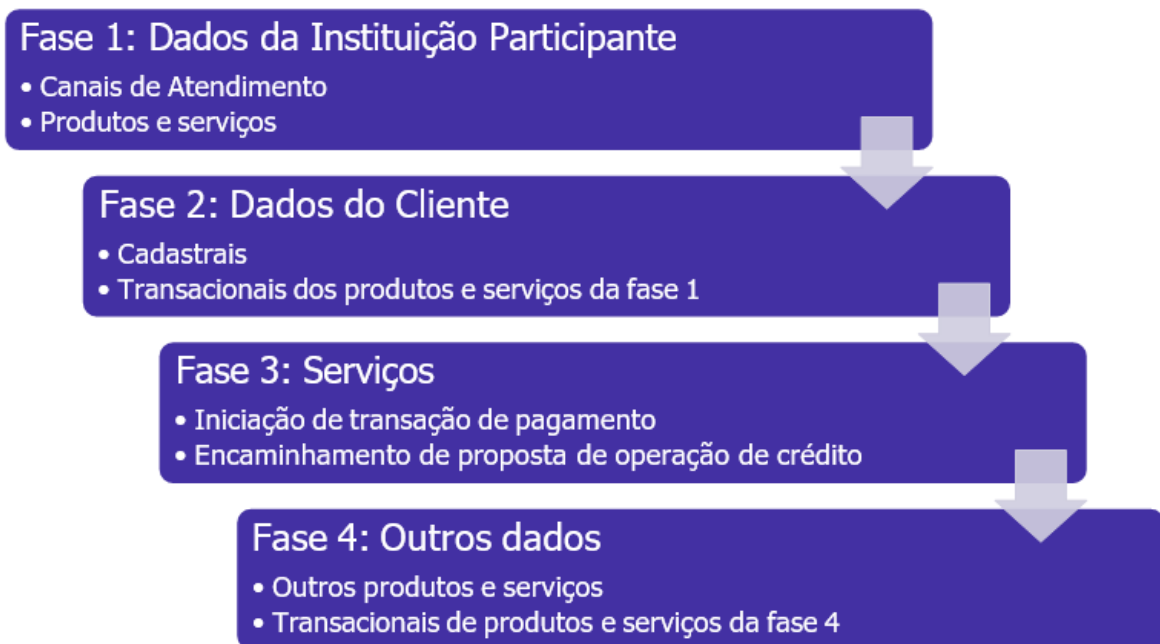 Fase 1: Dados da Instituição Participante
• Canais de Atendimento
• Produtos e serviços
Fase 2: Dados do Cliente
• Cadastrais
• Transacionais dos produtos e serviços da fase 1
Fase 3: Serviços
• Iniciação de transação de pagamento
• Encaminhamento de proposta de operação de crédito
Fase 4: Outros dados
• Outros produtos e serviços
• Transacionais de produtos e serviços da fase 4